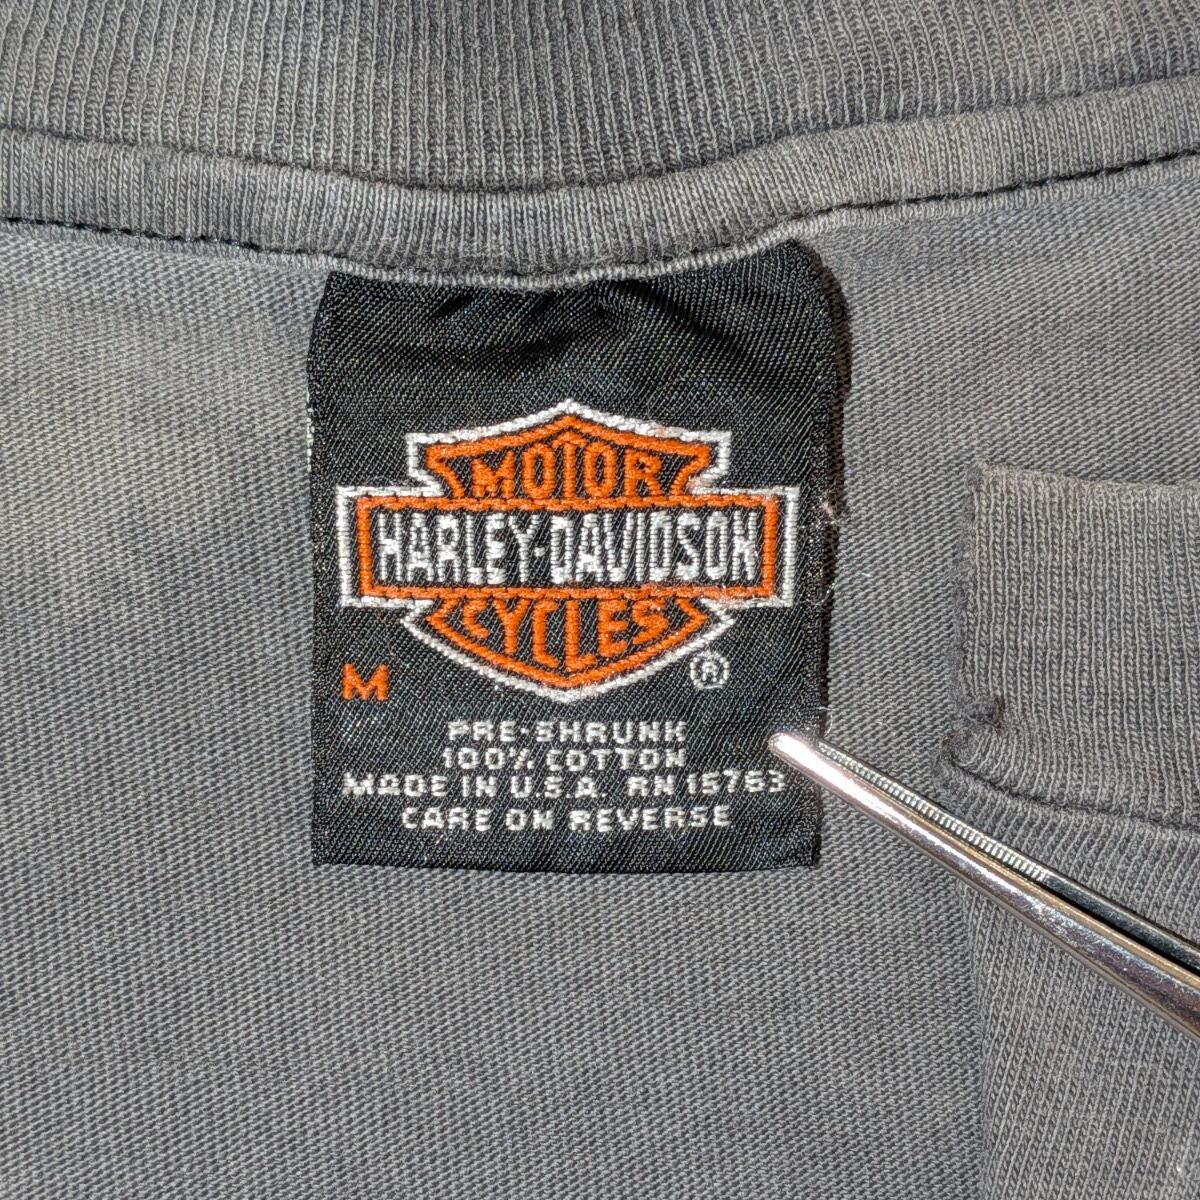 MOTOR
HARLEY-DAVIDSON
CYCLES
M ®
PRE-SHRUNK
100% COTTON
MADE IN U.S.A. RN 15763
CARE ON REVERSE